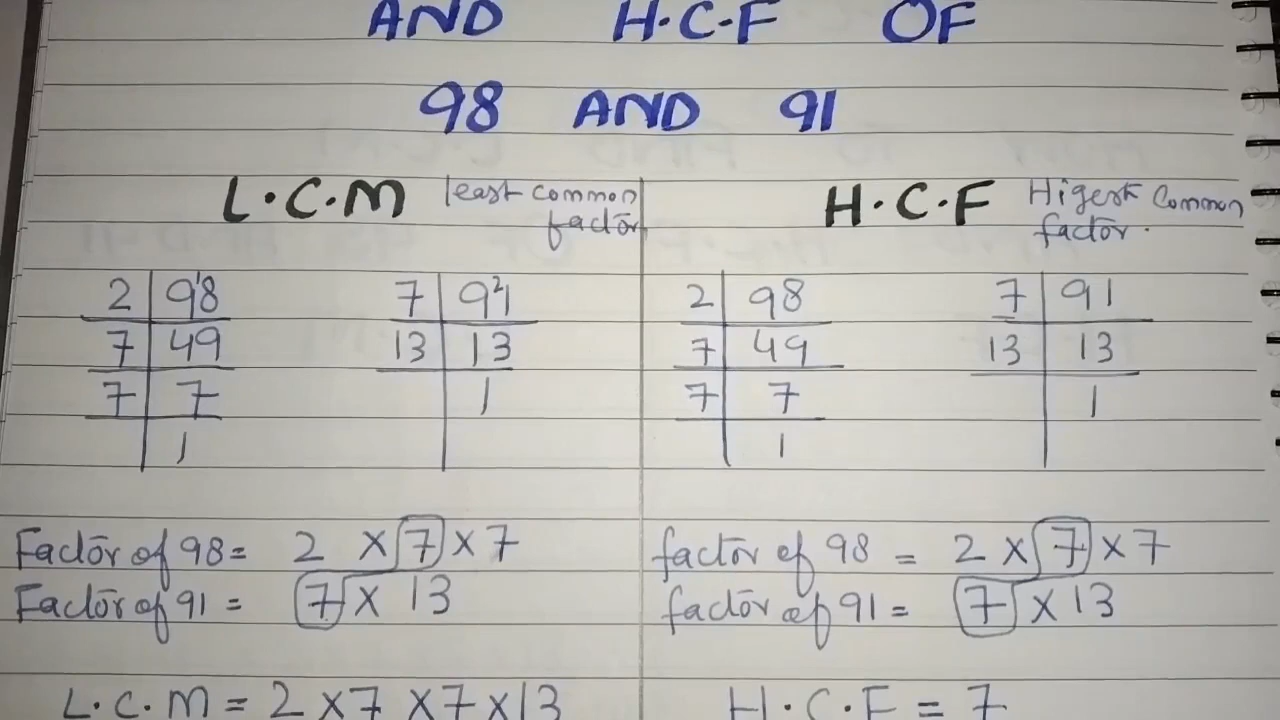 AND H.C.F OF
98 AND 91
L.C.M least common factor
2 | 98 7 | 91
7 | 49 13 | 13
7 | 7 1
1
Factor of 98 = 2 × 7 × 7
Factor of 91 = 7 × 13
L.C.M = 2 × 7 × 7 × 13
H.C.F Higest Common factor.
2 | 98 7 | 91
7 | 49 13 | 13
7 | 7 1
1
factor of 98 = 2 × 7 × 7
factor of 91 = 7 × 13
H.C.F = 7